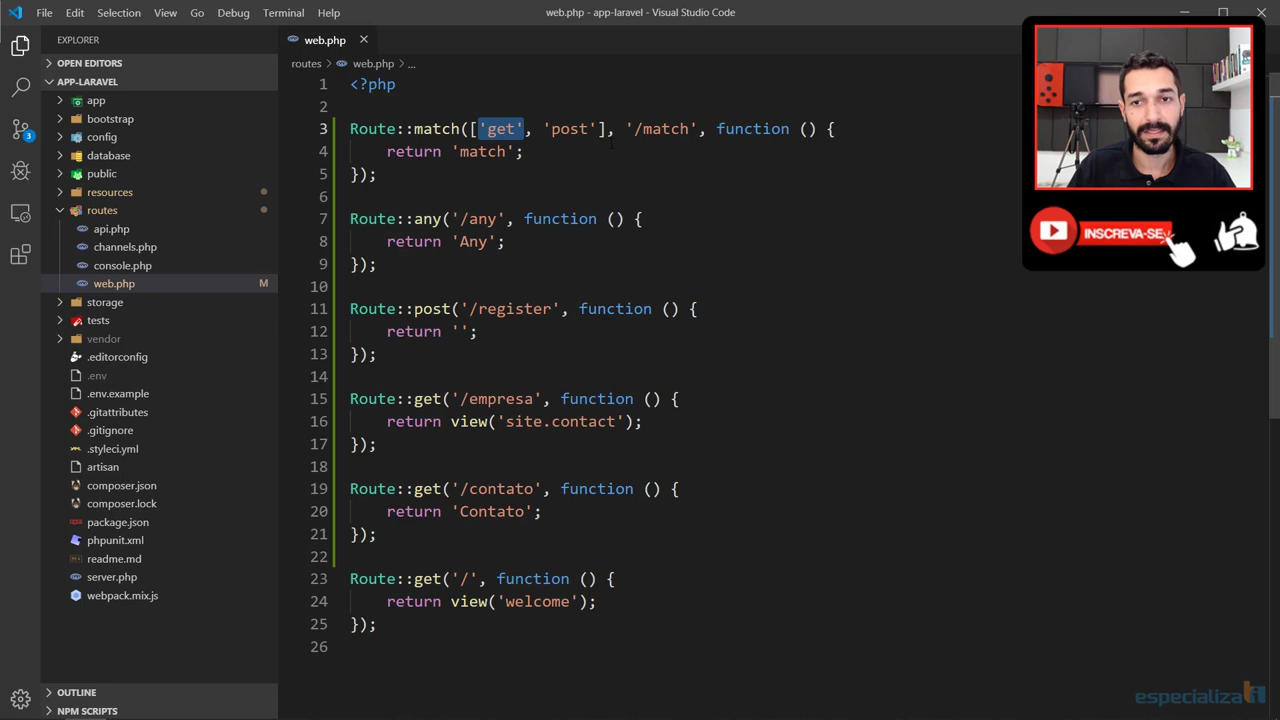 File Edit Selection View Go Debug Terminal Help
web.php - app-laravel - Visual Studio Code
EXPLORER
OPEN EDITORS
APP-LARAVEL
app
bootstrap
config
database
public
resources
routes
api.php
channels.php
console.php
web.php M
storage
tests
vendor
.editorconfig
.env
.env.example
.gitattributes
.gitignore
.styleci.yml
artisan
composer.json
composer.lock
package.json
phpunit.xml
readme.md
server.php
webpack.mix.js
OUTLINE
NPM SCRIPTS
3
web.php
routes > web.php > ...
1 <?php
2
3 Route::match(['get', 'post'], '/match', function () {
4 return 'match';
5 });
6
7 Route::any('/any', function () {
8 return 'Any';
9 });
10
11 Route::post('/register', function () {
12 return '';
13 });
14
15 Route::get('/empresa', function () {
16 return view('site.contact');
17 });
18
19 Route::get('/contato', function () {
20 return 'Contato';
21 });
22
23 Route::get('/', function () {
24 return view('welcome');
25 });
26
INSCREVA-SE
especializati